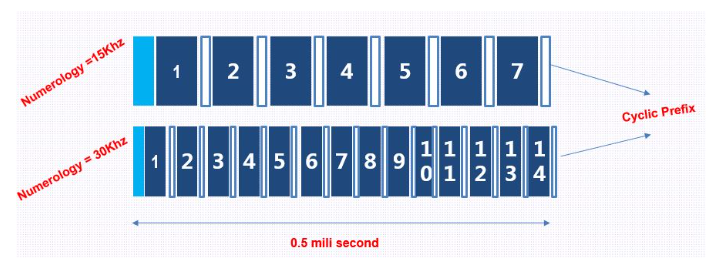 Numerology =15Khz
1 2 3 4 5 6 7
Cyclic Prefix
Numerology = 30Khz
1 2 3 4 5 6 7 8 9 10 11 12 13 14
0.5 mili second